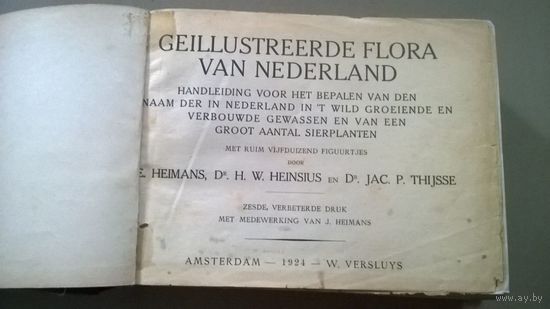 GEILLUSTREERDE FLORA
VAN NEDERLAND
HANDLEIDING VOOR HET BEPALEN VAN DEN
NAAM DER IN NEDERLAND IN 'T WILD GROEIENDE EN
VERBOUWDE GEWASSEN EN VAN EEN
GROOT AANTAL SIERPLANTEN
MET RUIM VIJFDUIZEND FIGUURTJES
DOOR
E. HEIMANS, DR. H. W. HEINSIUS EN DR. JAC. P. THIJSSE
ZESDE, VERBETERDE DRUK
MET MEDEWERKING VAN J. HEIMANS
AMSTERDAM — 1924 — W. VERSLUYS
www.ay.by